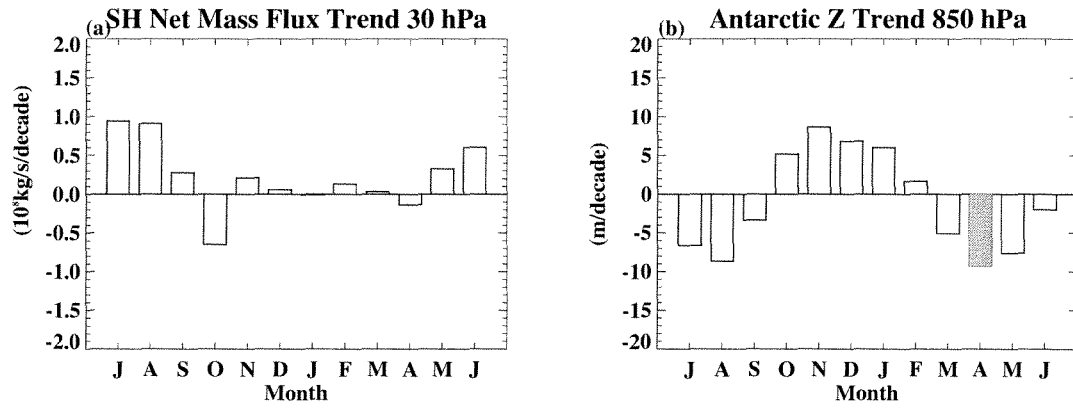 (a) SH Net Mass Flux Trend 30 hPa
2.0
1.5
1.0
0.5
0.0
-0.5
-1.0
-1.5
-2.0
(10⁸kg/s/decade)
J A S O N D J F M A M J
Month
(b) Antarctic Z Trend 850 hPa
20
15
10
5
0
-5
-10
-15
-20
(m/decade)
J A S O N D J F M A M J
Month